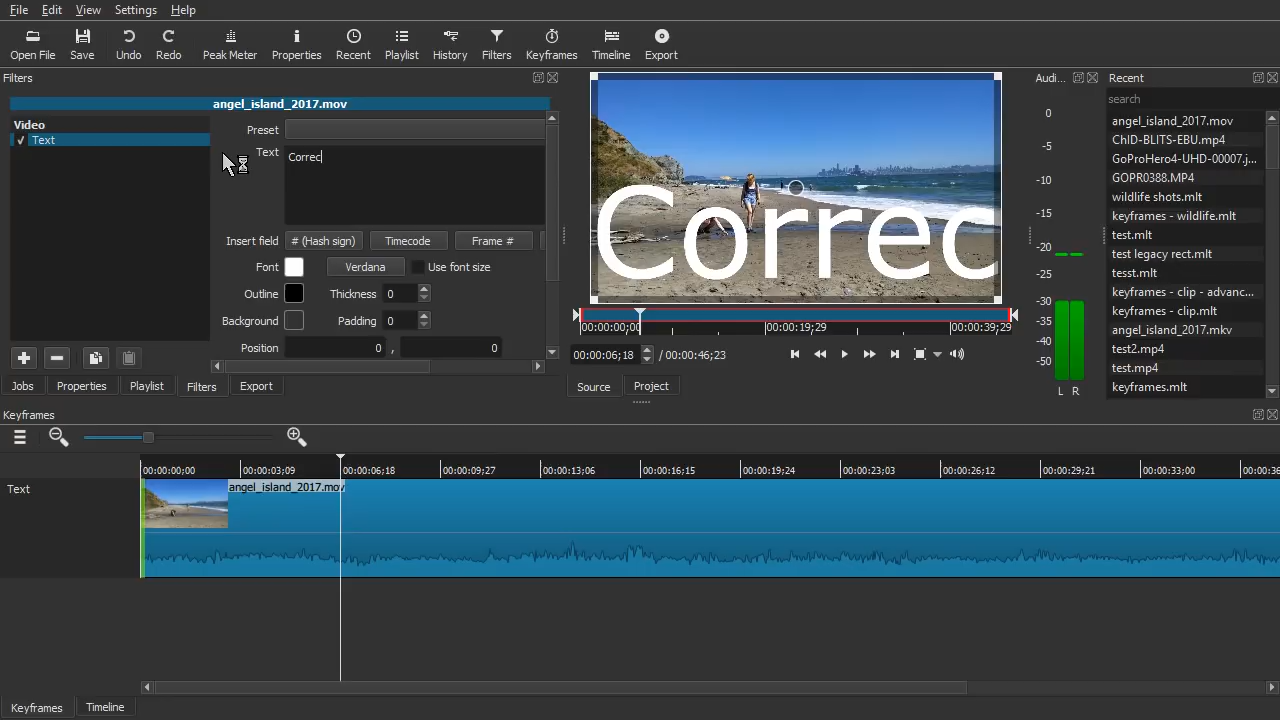 File Edit View Settings Help
Open File Save Undo Redo Peak Meter Properties Recent Playlist History Filters Keyframes Timeline Export
Filters
angel_island_2017.mov
Video
Text
Preset
Text
Correc
Insert field # (Hash sign) Timecode Frame #
Font Verdana Use font size
Outline Thickness 0
Background Padding 0
Position 0 , 0
Jobs Properties Playlist Filters Export
Correc
00:00:00;00 00:00:19;29 00:00:39;29
00:00:06;18 / 00:00:46;23
Source Project
Audi...
0
-5
-10
-15
-20
-25
-30
-35
-40
-50
L R
Recent
search
angel_island_2017.mov
ChID-BLITS-EBU.mp4
GoProHero4-UHD-00007.j...
GOPR0388.MP4
wildlife shots.mlt
keyframes - wildlife.mlt
test.mlt
test legacy rect.mlt
tesst.mlt
keyframes - clip - advanc...
keyframes - clip.mlt
angel_island_2017.mkv
test2.mp4
test.mp4
keyframes.mlt
Keyframes
00:00:00;00 00:00:03;09 00:00:06;18 00:00:09;27 00:00:13;06 00:00:16;15 00:00:19;24 00:00:23;03 00:00:26;12 00:00:29;21 00:00:33;00 00:00:36
Text
angel_island_2017.mov
Keyframes Timeline